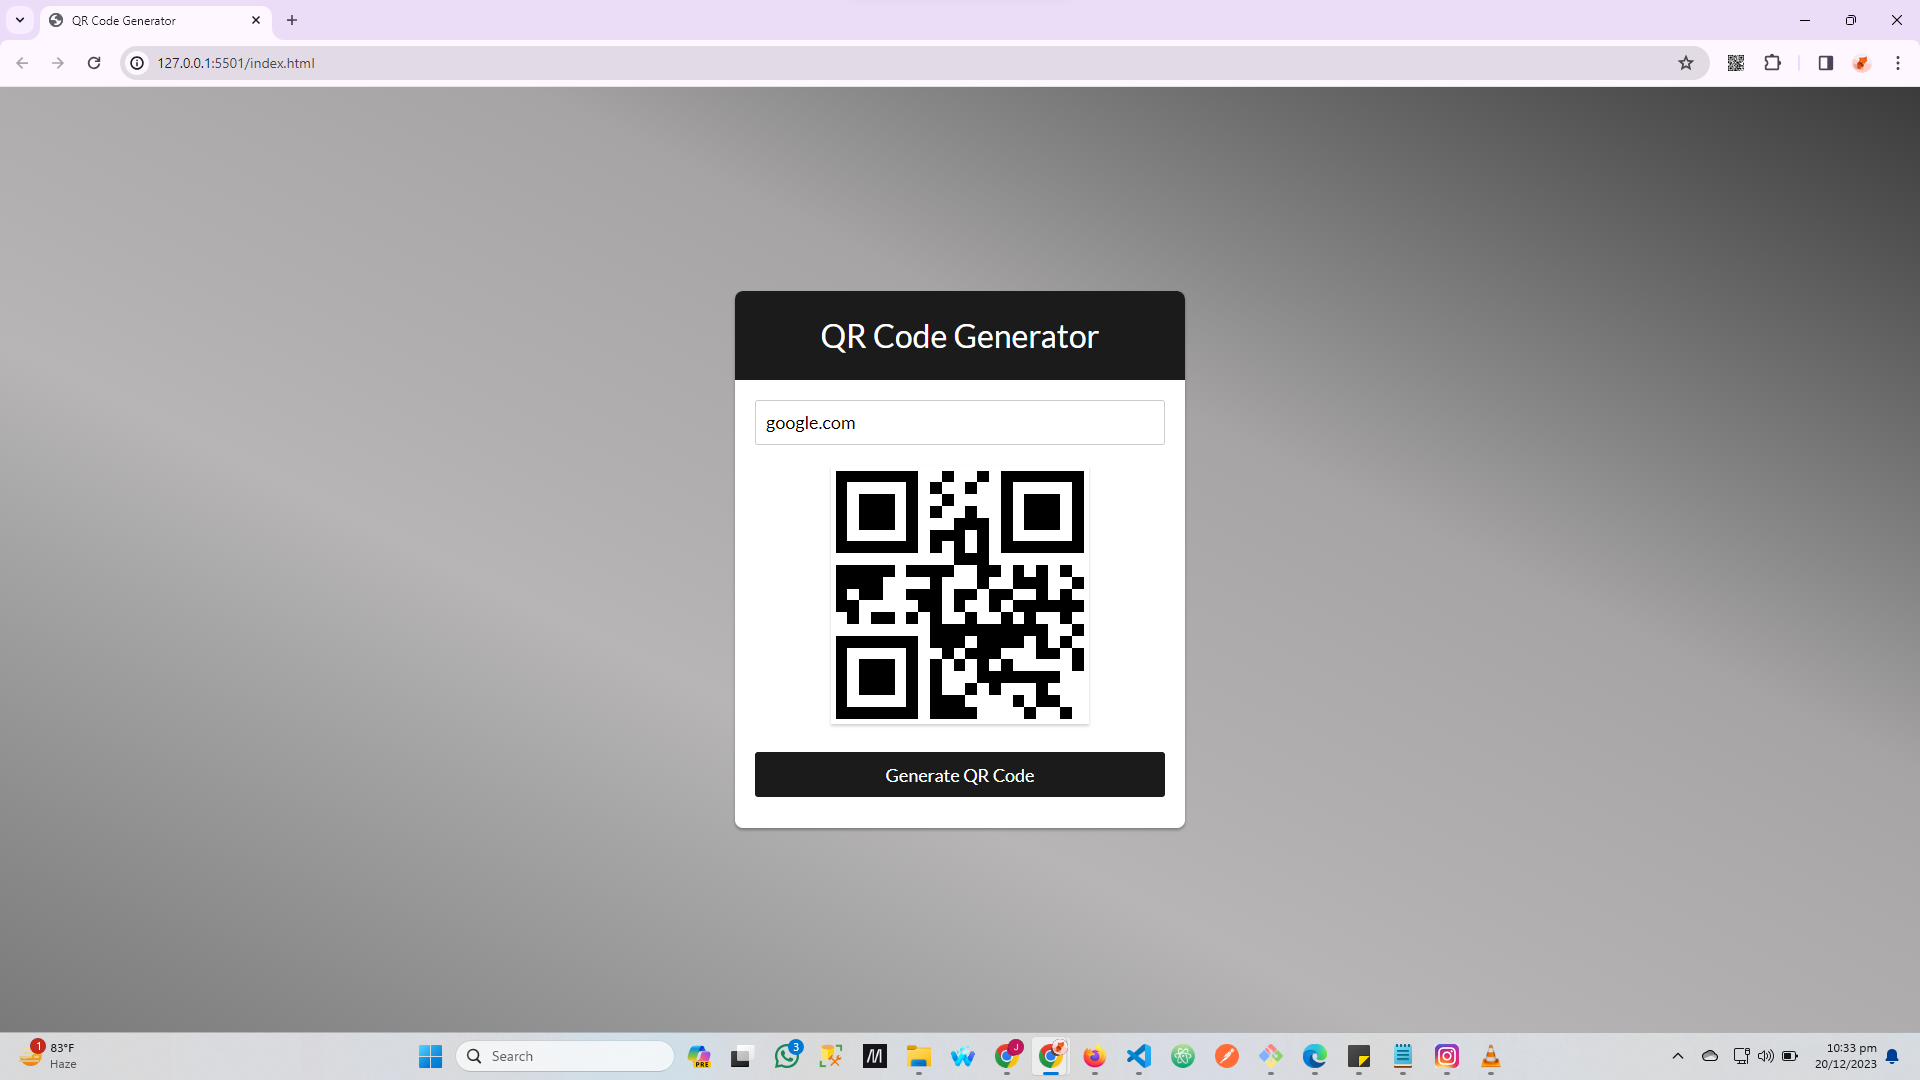 QR Code Generator
127.0.0.1:5501/index.html
QR Code Generator
google.com
Generate QR Code
1
83°F
Haze
Search
PRE
3
J
10:33 pm
20/12/2023